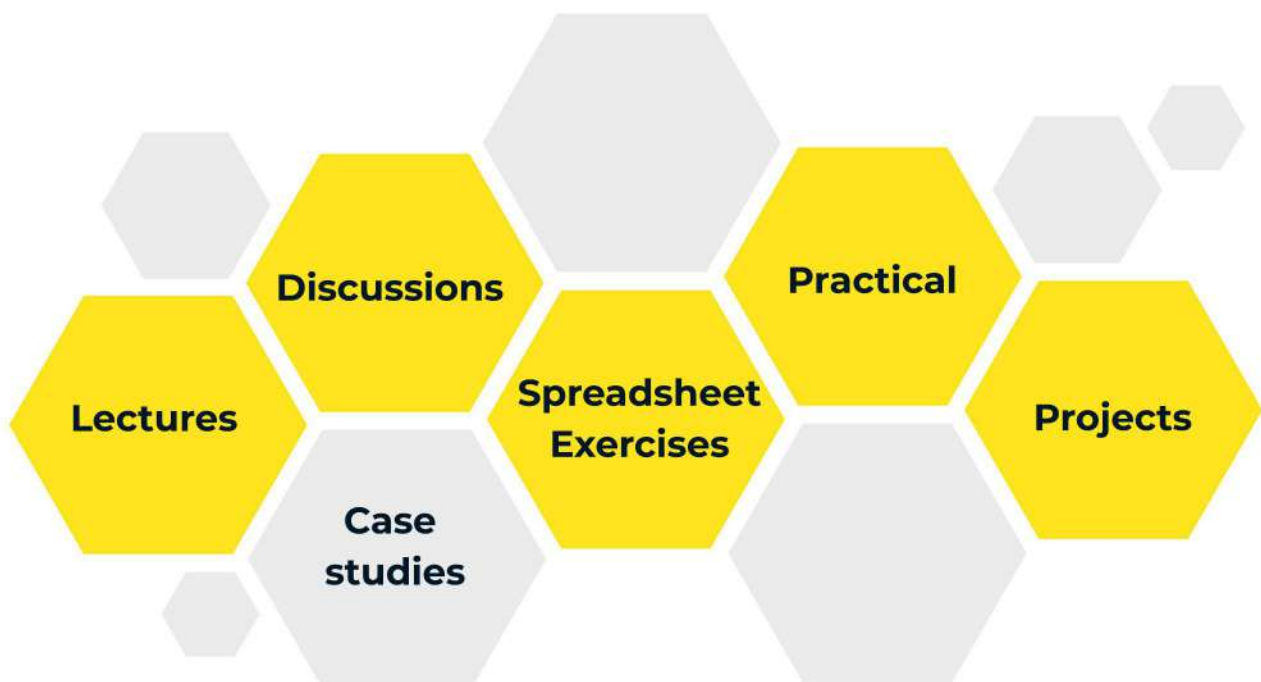 Discussions
Practical
Lectures
Spreadsheet
Exercises
Projects
Case
studies